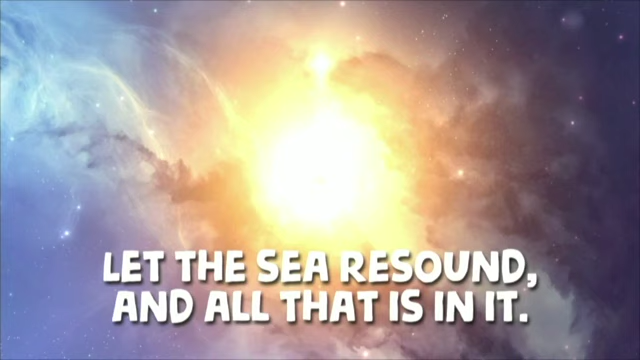 LET THE SEA RESOUND,
AND ALL THAT IS IN IT.